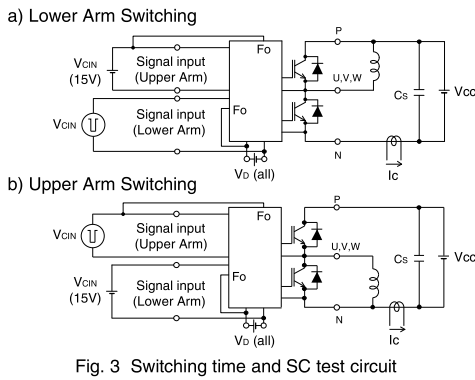 a) Lower Arm Switching
P
Fo
VCIN
(15V)
Signal input
(Upper Arm)
U,V,W
CS
VCC
Signal input
(Lower Arm)
Fo
VCIN
N
VD (all)
Ic
b) Upper Arm Switching
P
Fo
VCIN
Signal input
(Upper Arm)
U,V,W
CS
VCC
Fo
VCIN
(15V)
Signal input
(Lower Arm)
N
VD (all)
Ic
Fig. 3 Switching time and SC test circuit